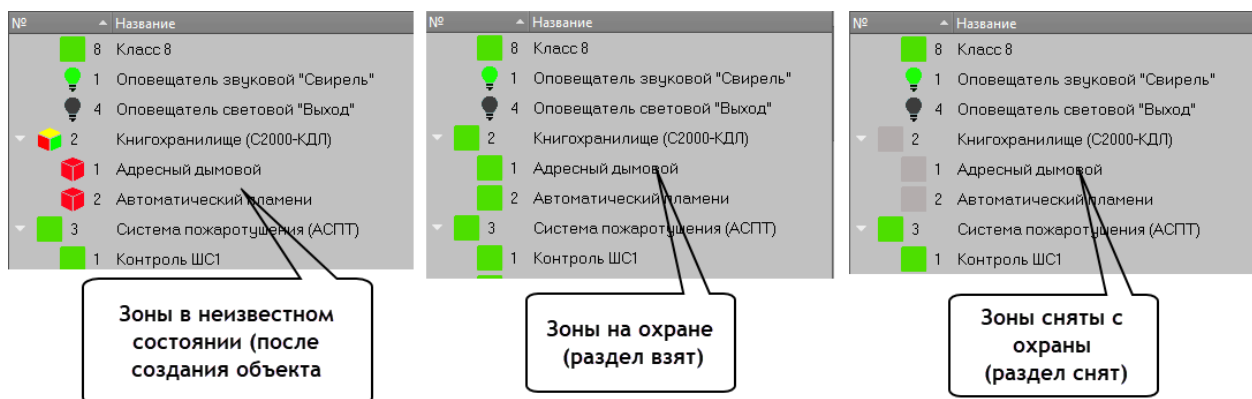 № Название
8 Класс 8
1 Оповещатель звуковой "Свирель"
4 Оповещатель световой "Выход"
2 Книгохранилище (С2000-КДЛ)
1 Адресный дымовой
2 Автоматический пламени
3 Система пожаротушения (АСПТ)
1 Контроль ШС1
Зоны в неизвестном
состоянии (после
создания объекта
№ Название
8 Класс 8
1 Оповещатель звуковой "Свирель"
4 Оповещатель световой "Выход"
2 Книгохранилище (С2000-КДЛ)
1 Адресный дымовой
2 Автоматический пламени
3 Система пожаротушения (АСПТ)
1 Контроль ШС1
Зоны на охране
(раздел взят)
№ Название
8 Класс 8
1 Оповещатель звуковой "Свирель"
4 Оповещатель световой "Выход"
2 Книгохранилище (С2000-КДЛ)
1 Адресный дымовой
2 Автоматический пламени
3 Система пожаротушения (АСПТ)
1 Контроль ШС1
Зоны сняты с
охраны
(раздел снят)